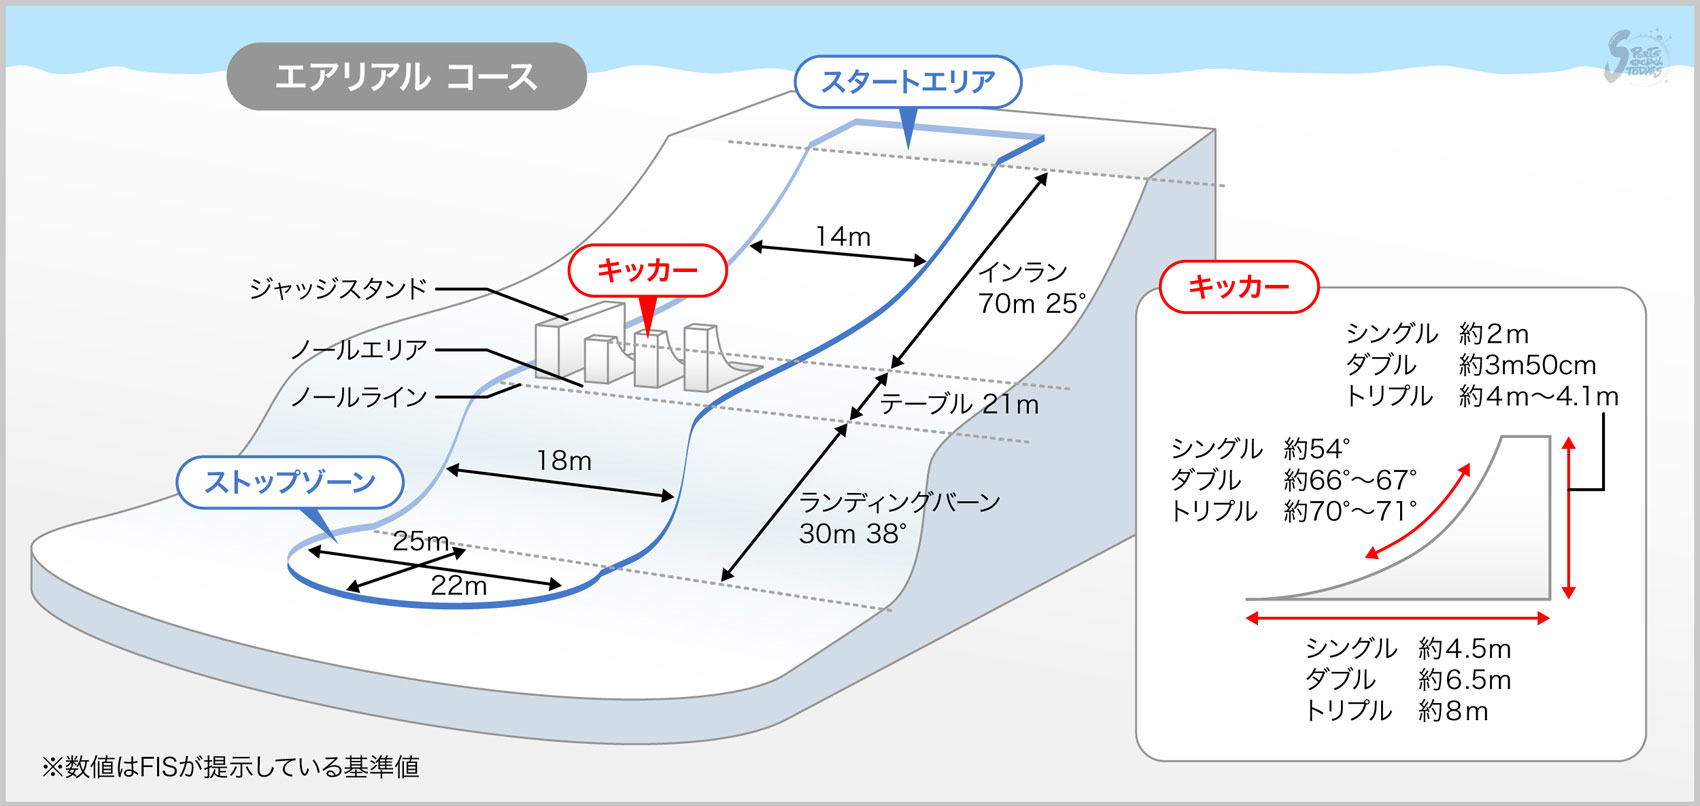 エアリアル コース
スタートエリア
SPORTS
SOCIAL
STUDIES
14m
キッカー
インラン
70m 25°
ジャッジスタンド
ノールエリア
ノールライン
テーブル 21m
18m
ストップゾーン
ランディングバーン
30m 38°
25m
22m
キッカー
シングル 約2m
ダブル 約3m50cm
トリプル 約4m～4.1m
シングル 約54°
ダブル 約66°～67°
トリプル 約70°～71°
シングル 約4.5m
ダブル 約6.5m
トリプル 約8m
※数値はFISが提示している基準値